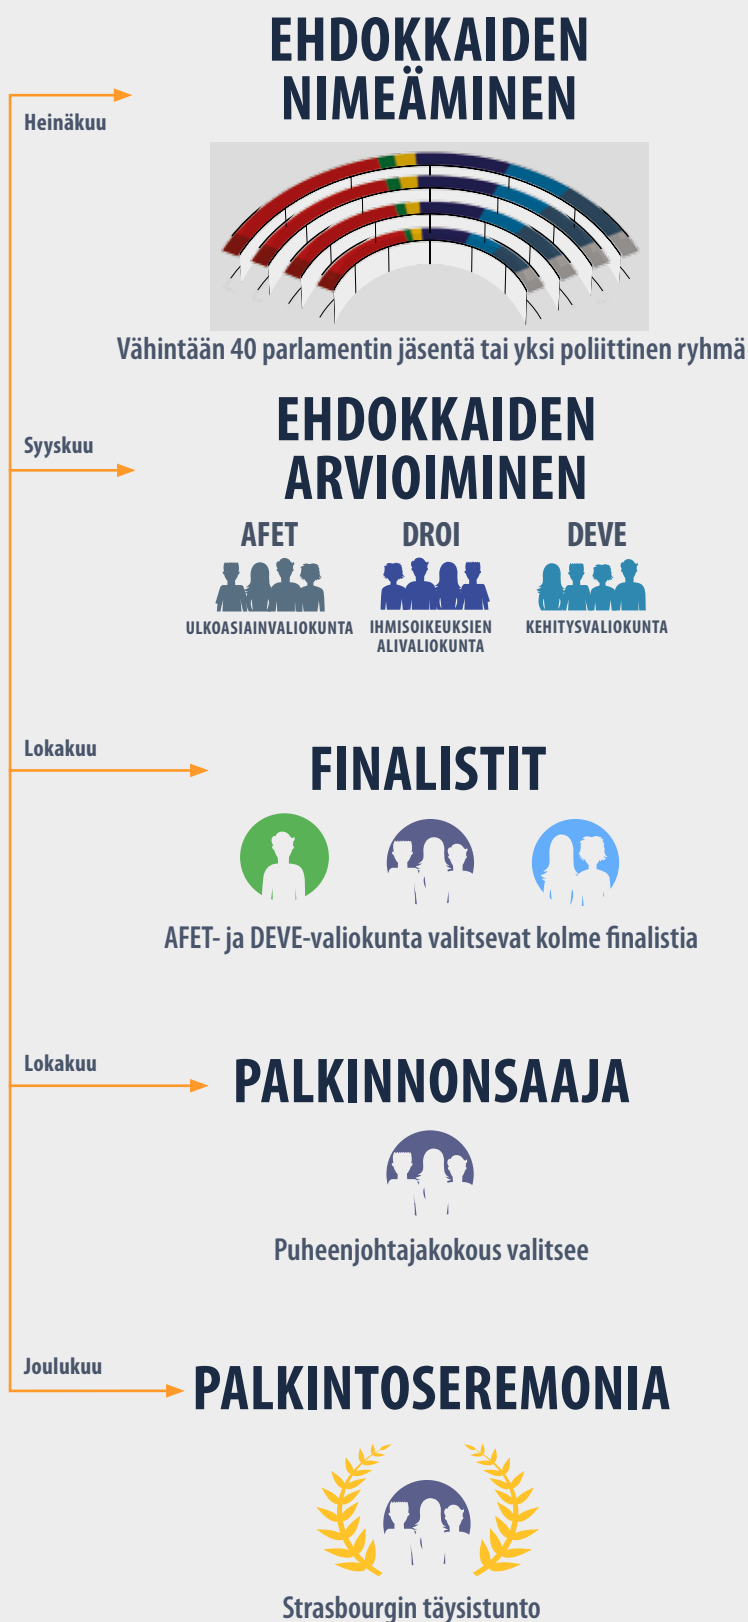 EHDOKKAIDEN
NIMEÄMINEN
Heinäkuu
Vähintään 40 parlamentin jäsentä tai yksi poliittinen ryhmä
EHDOKKAIDEN
ARVIOIMINEN
Syyskuu
AFET
DROI
DEVE
ULKOASIAINVALIOKUNTA
IHMISOIKEUKSIEN
ALIVALIOKUNTA
KEHITYSVALIOKUNTA
Lokakuu
FINALISTIT
AFET- ja DEVE-valiokunta valitsevat kolme finalistia
Lokakuu
PALKINNONSAAJA
Puheenjohtajakokous valitsee
Joulukuu
PALKINTOSEREMONIA
Strasbourgin täysistunto